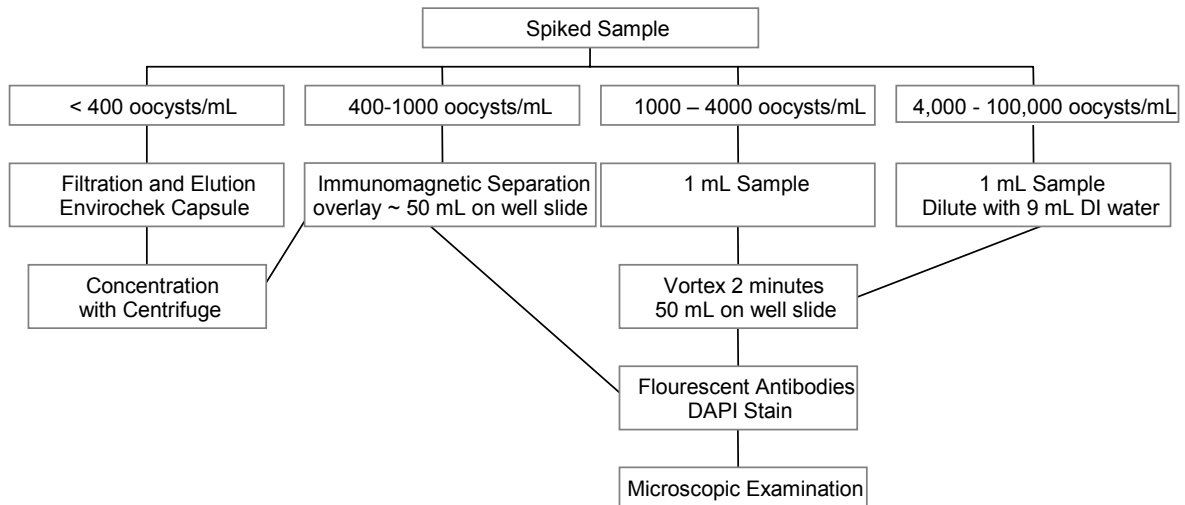 Spiked Sample
< 400 oocysts/mL
400-1000 oocysts/mL
1000 – 4000 oocysts/mL
4,000 - 100,000 oocysts/mL
Filtration and Elution
Envirochek Capsule
Immunomagnetic Separation
overlay ~ 50 mL on well slide
1 mL Sample
1 mL Sample
Dilute with 9 mL DI water
Concentration
with Centrifuge
Vortex 2 minutes
50 mL on well slide
Flourescent Antibodies
DAPI Stain
Microscopic Examination